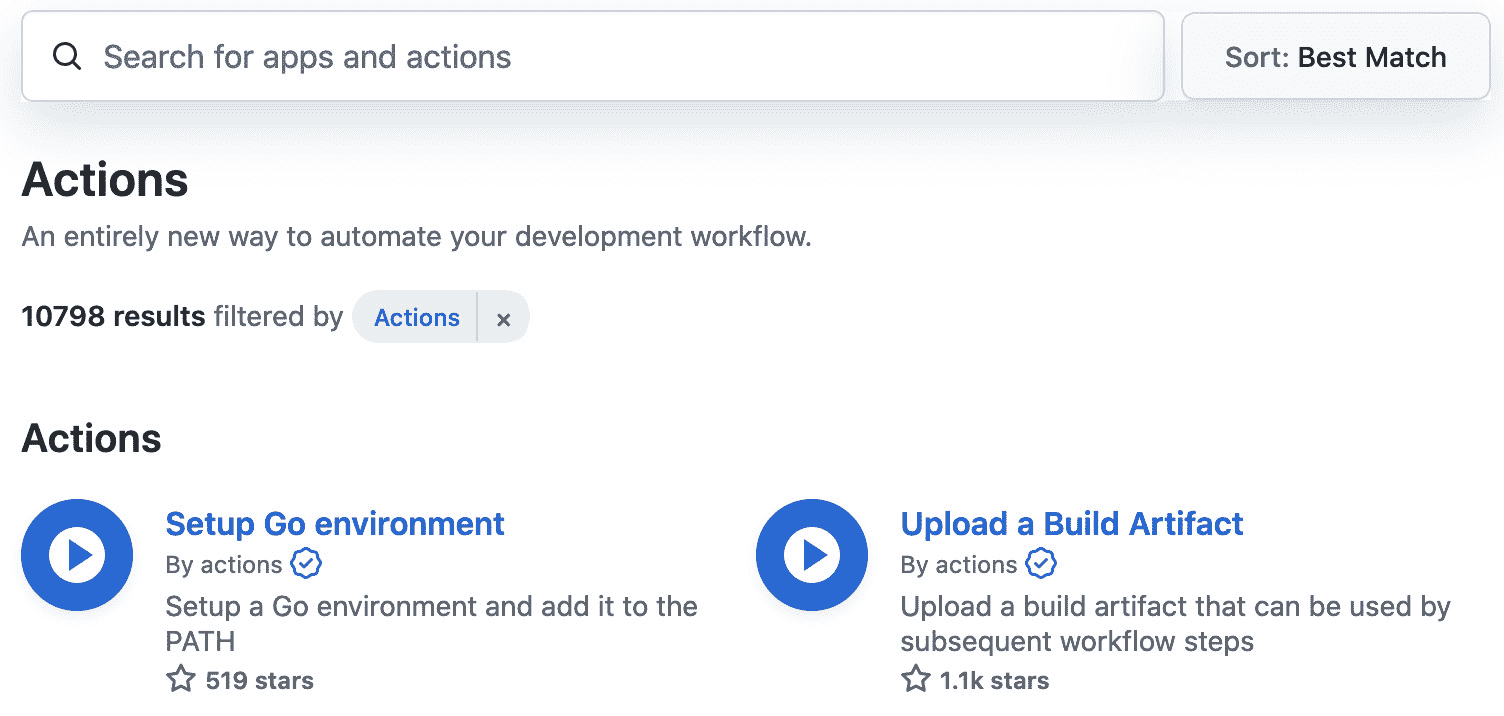 Search for apps and actions
Sort: Best Match
Actions
An entirely new way to automate your development workflow.
10798 results filtered by Actions ×
Actions
Setup Go environment
By actions
Setup a Go environment and add it to the
PATH
519 stars
Upload a Build Artifact
By actions
Upload a build artifact that can be used by
subsequent workflow steps
1.1k stars